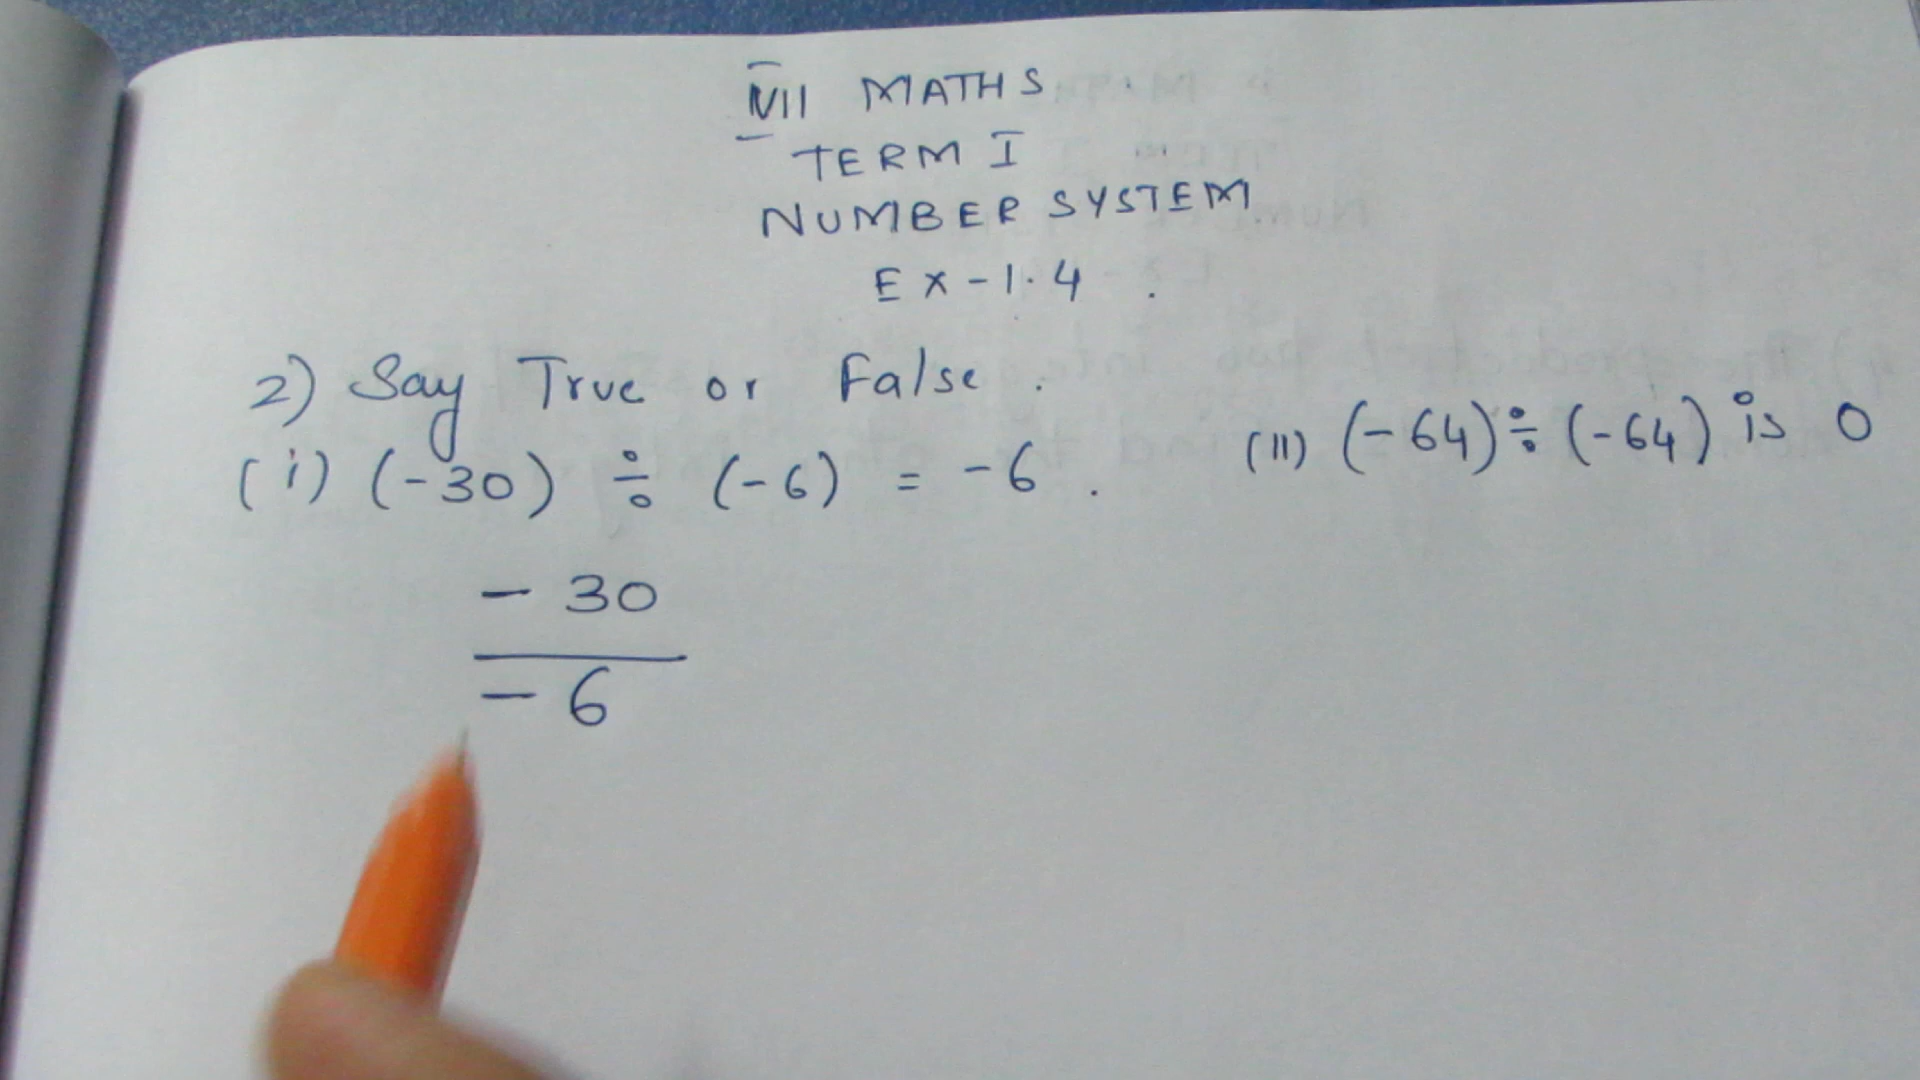 VII MATHS
TERM I
NUMBER SYSTEM
EX-1.4
2) Say True or False.
(i) (-30) ÷ (-6) = -6.
(II) (-64) ÷ (-64) is 0
- 30
- 6